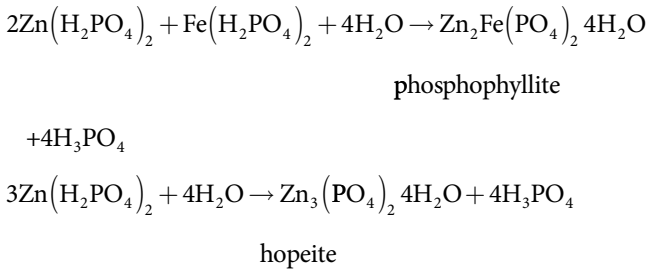 2Zn(H₂PO₄)₂ + Fe(H₂PO₄)₂ + 4H₂O → Zn₂Fe(PO₄)₂ 4H₂O
phosphophyllite
+4H₃PO₄
3Zn(H₂PO₄)₂ + 4H₂O → Zn₃(PO₄)₂ 4H₂O + 4H₃PO₄
hopeite